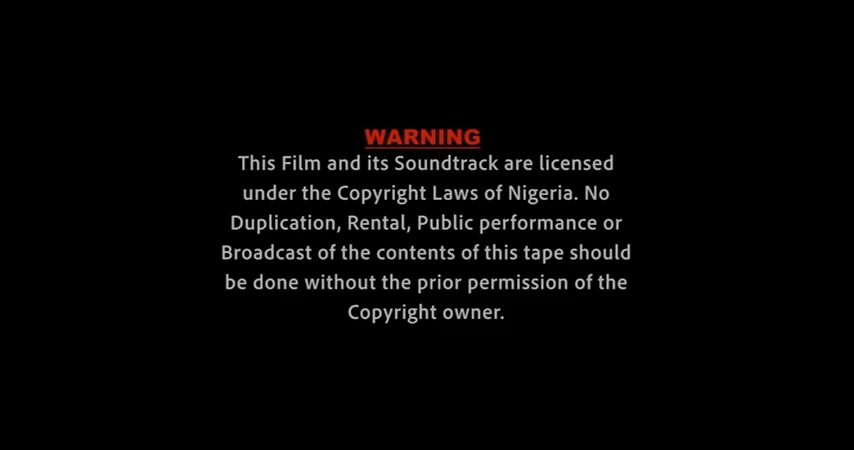 WARNING
This Film and its Soundtrack are licensed
under the Copyright Laws of Nigeria. No
Duplication, Rental, Public performance or
Broadcast of the contents of this tape should
be done without the prior permission of the
Copyright owner.